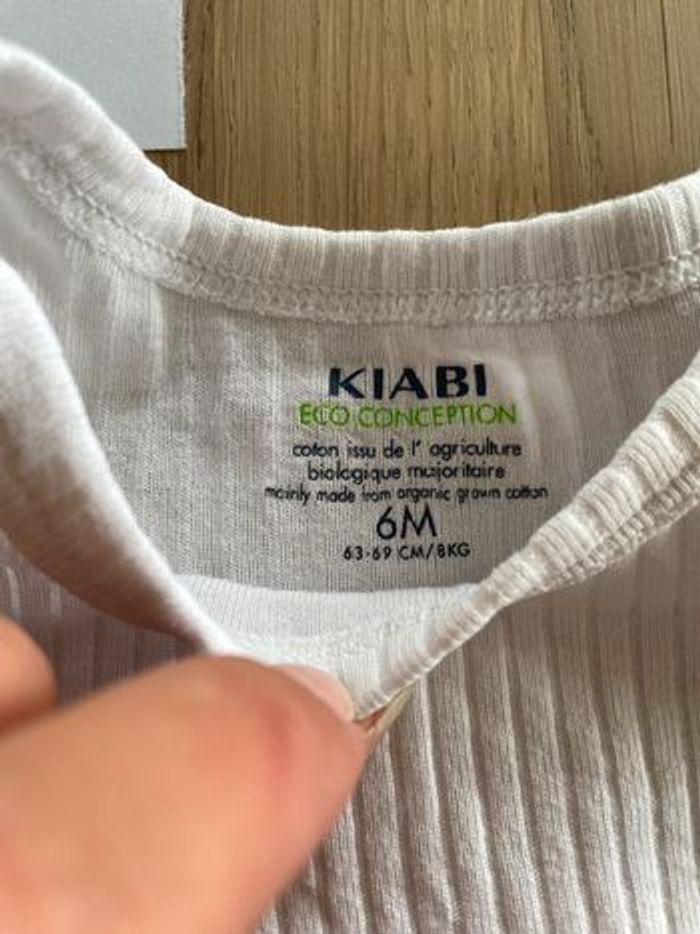 KIABI
ECO CONCEPTION
coton issu de l' agriculture
biologique majoritaire
mainly made from organic grown cotton
6M
63-69 CM/8KG